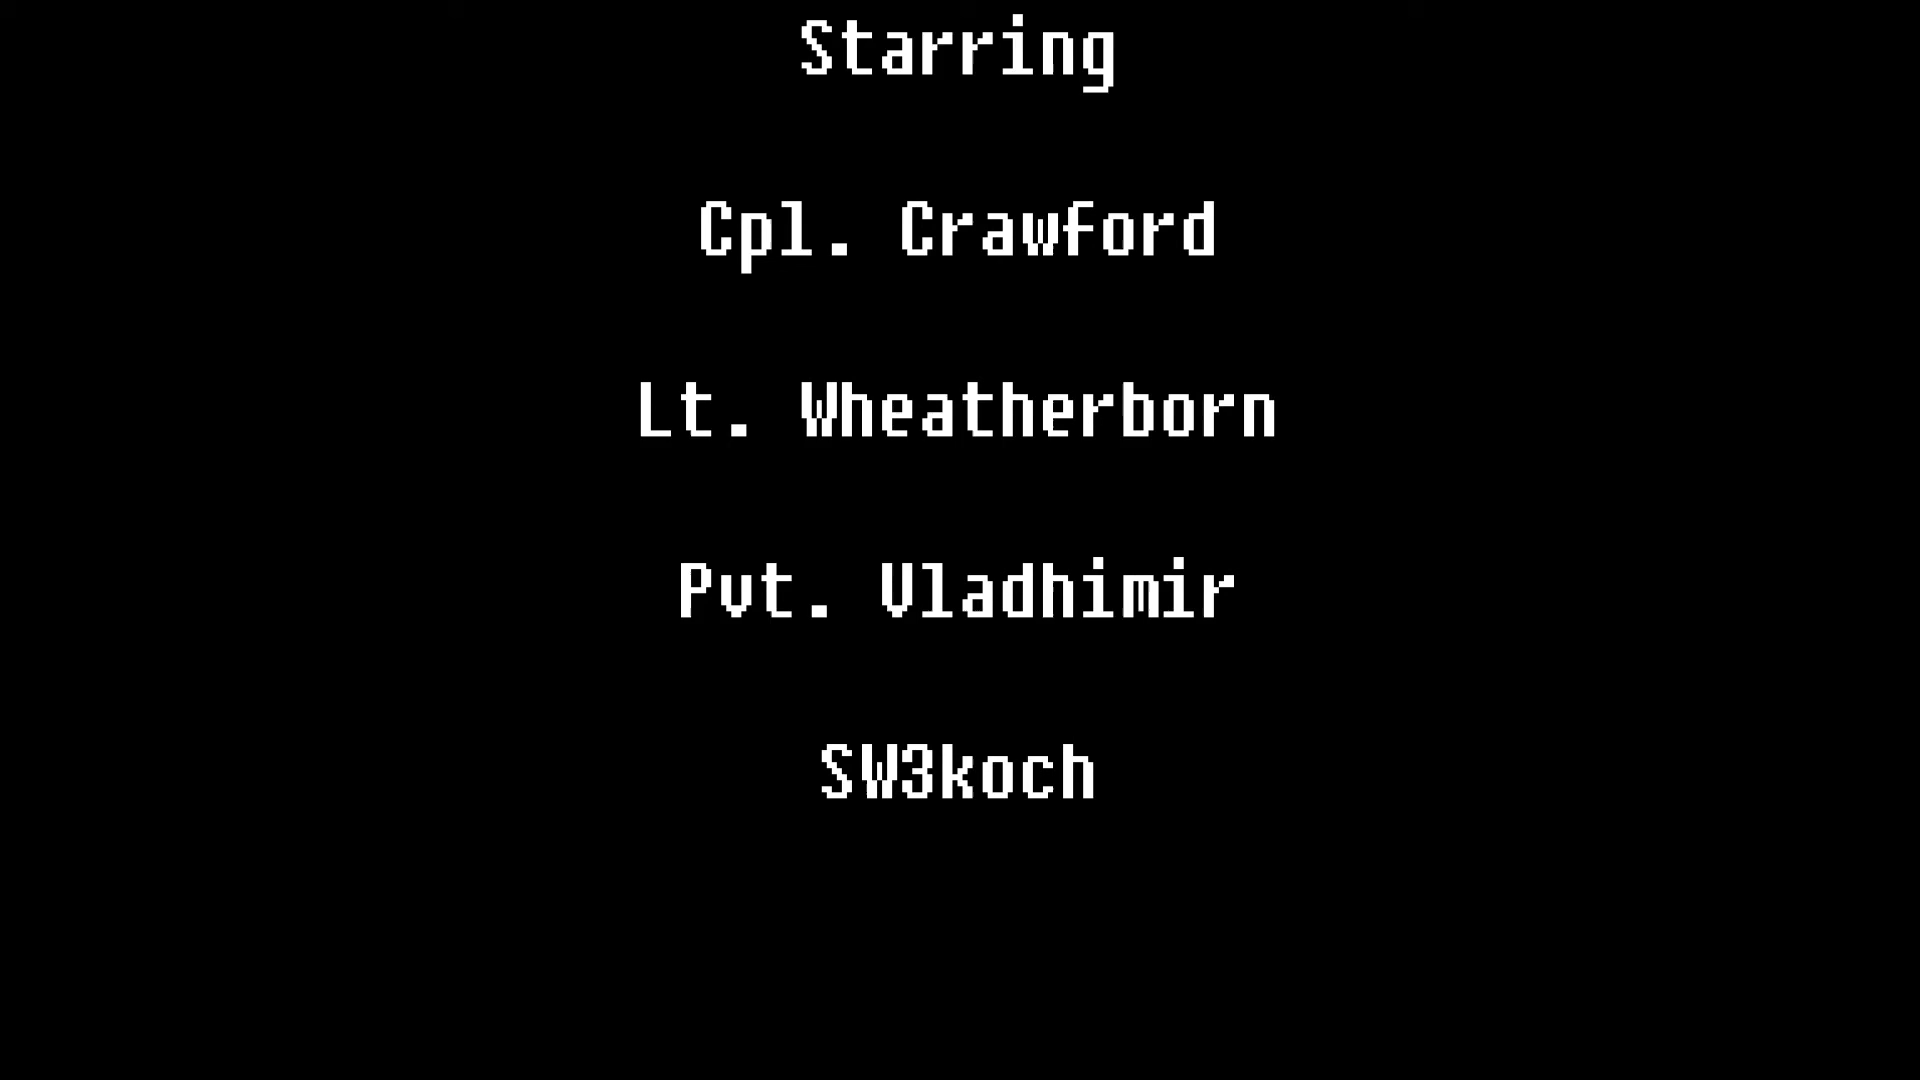 Starring
Cpl. Crawford
Lt. Wheatherborn
Pvt. Vladhimir
SW3koch